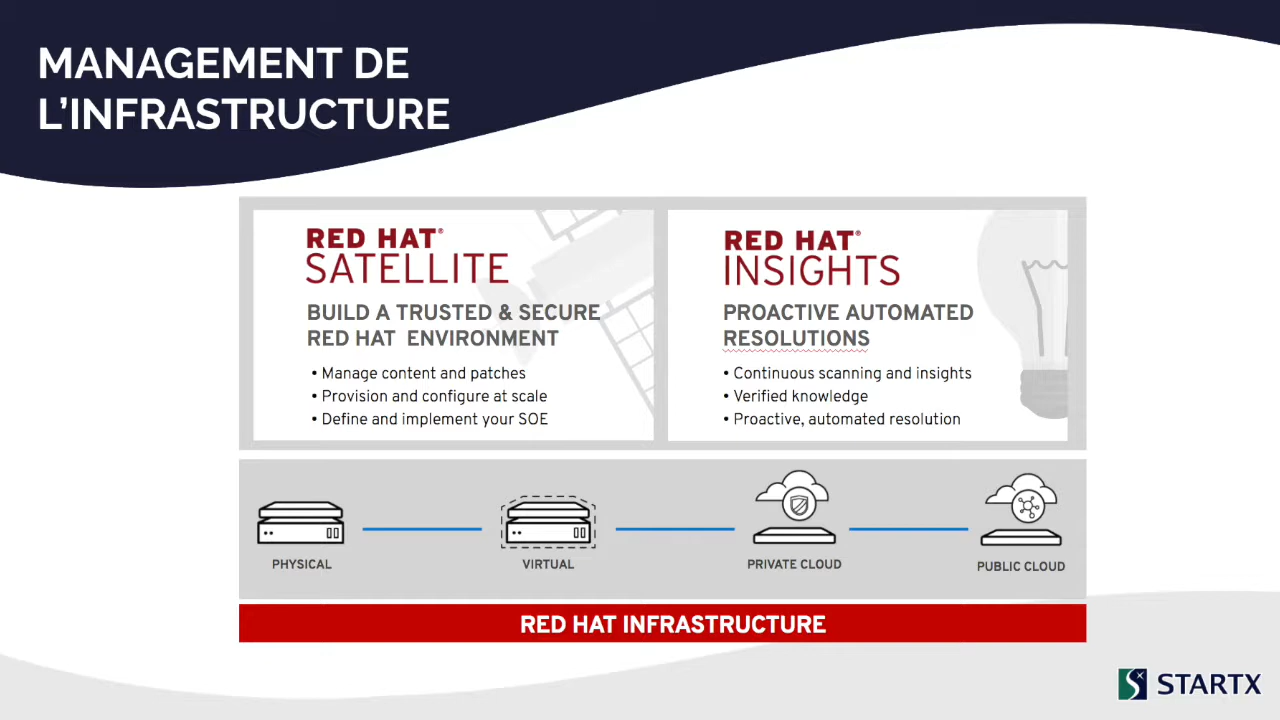 MANAGEMENT DE
L’INFRASTRUCTURE
RED HAT®
SATELLITE
BUILD A TRUSTED & SECURE
RED HAT ENVIRONMENT
• Manage content and patches
• Provision and configure at scale
• Define and implement your SOE
RED HAT®
INSIGHTS
PROACTIVE AUTOMATED
RESOLUTIONS
• Continuous scanning and insights
• Verified knowledge
• Proactive, automated resolution
PHYSICAL
VIRTUAL
PRIVATE CLOUD
PUBLIC CLOUD
RED HAT INFRASTRUCTURE
STARTX